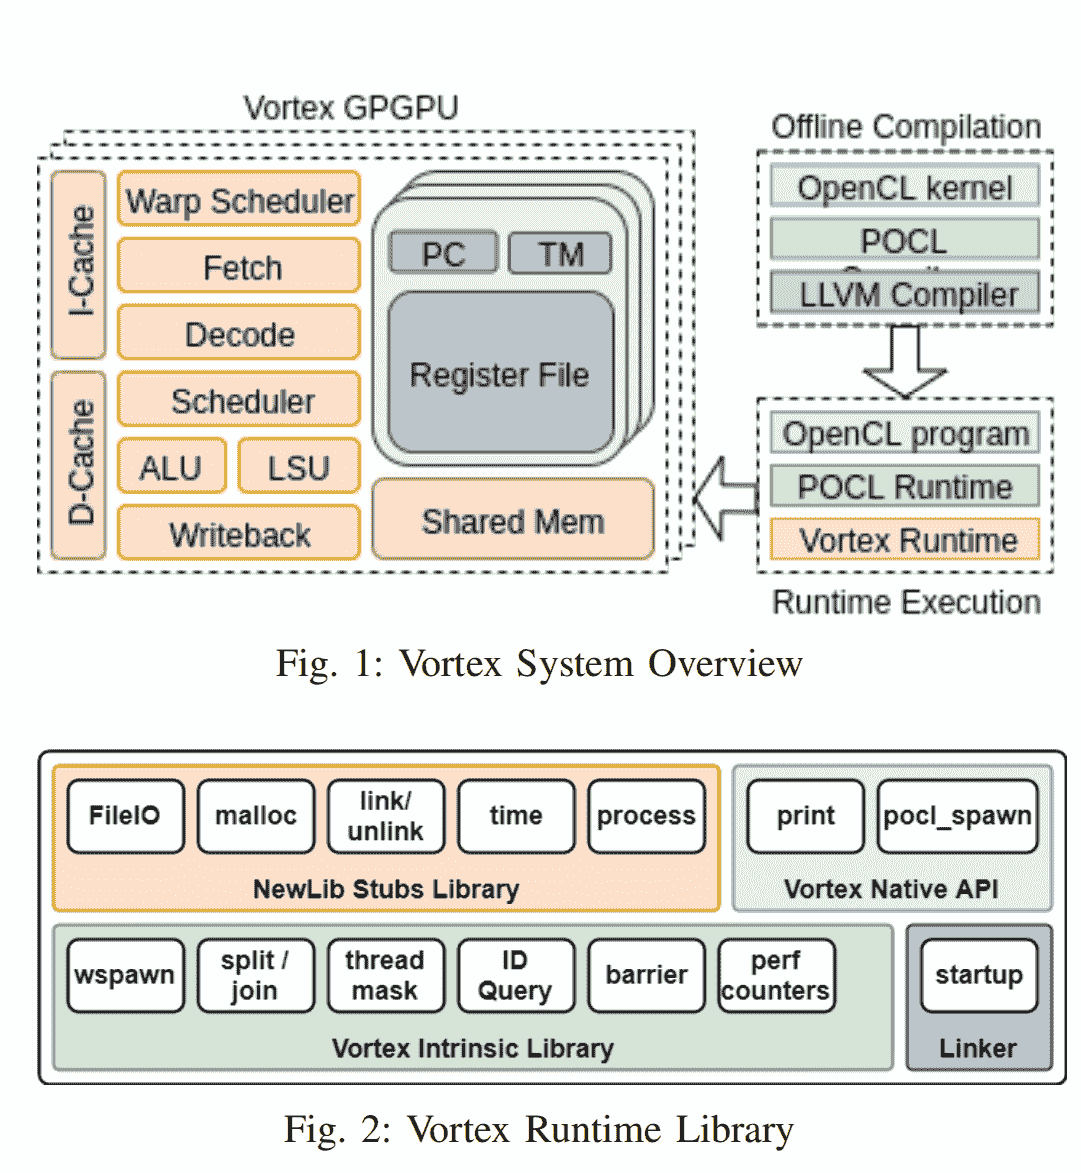 Vortex GPGPU
I-Cache
D-Cache
Warp Scheduler
Fetch
Decode
Scheduler
ALU
LSU
Writeback
PC
TM
Register File
Shared Mem
Offline Compilation
OpenCL kernel
POCL
LLVM Compiler
OpenCL program
POCL Runtime
Vortex Runtime
Runtime Execution
Fig. 1: Vortex System Overview
FileIO
malloc
link/
unlink
time
process
NewLib Stubs Library
print
pocl_spawn
Vortex Native API
wspawn
split /
join
thread
mask
ID
Query
barrier
perf
counters
Vortex Intrinsic Library
startup
Linker
Fig. 2: Vortex Runtime Library